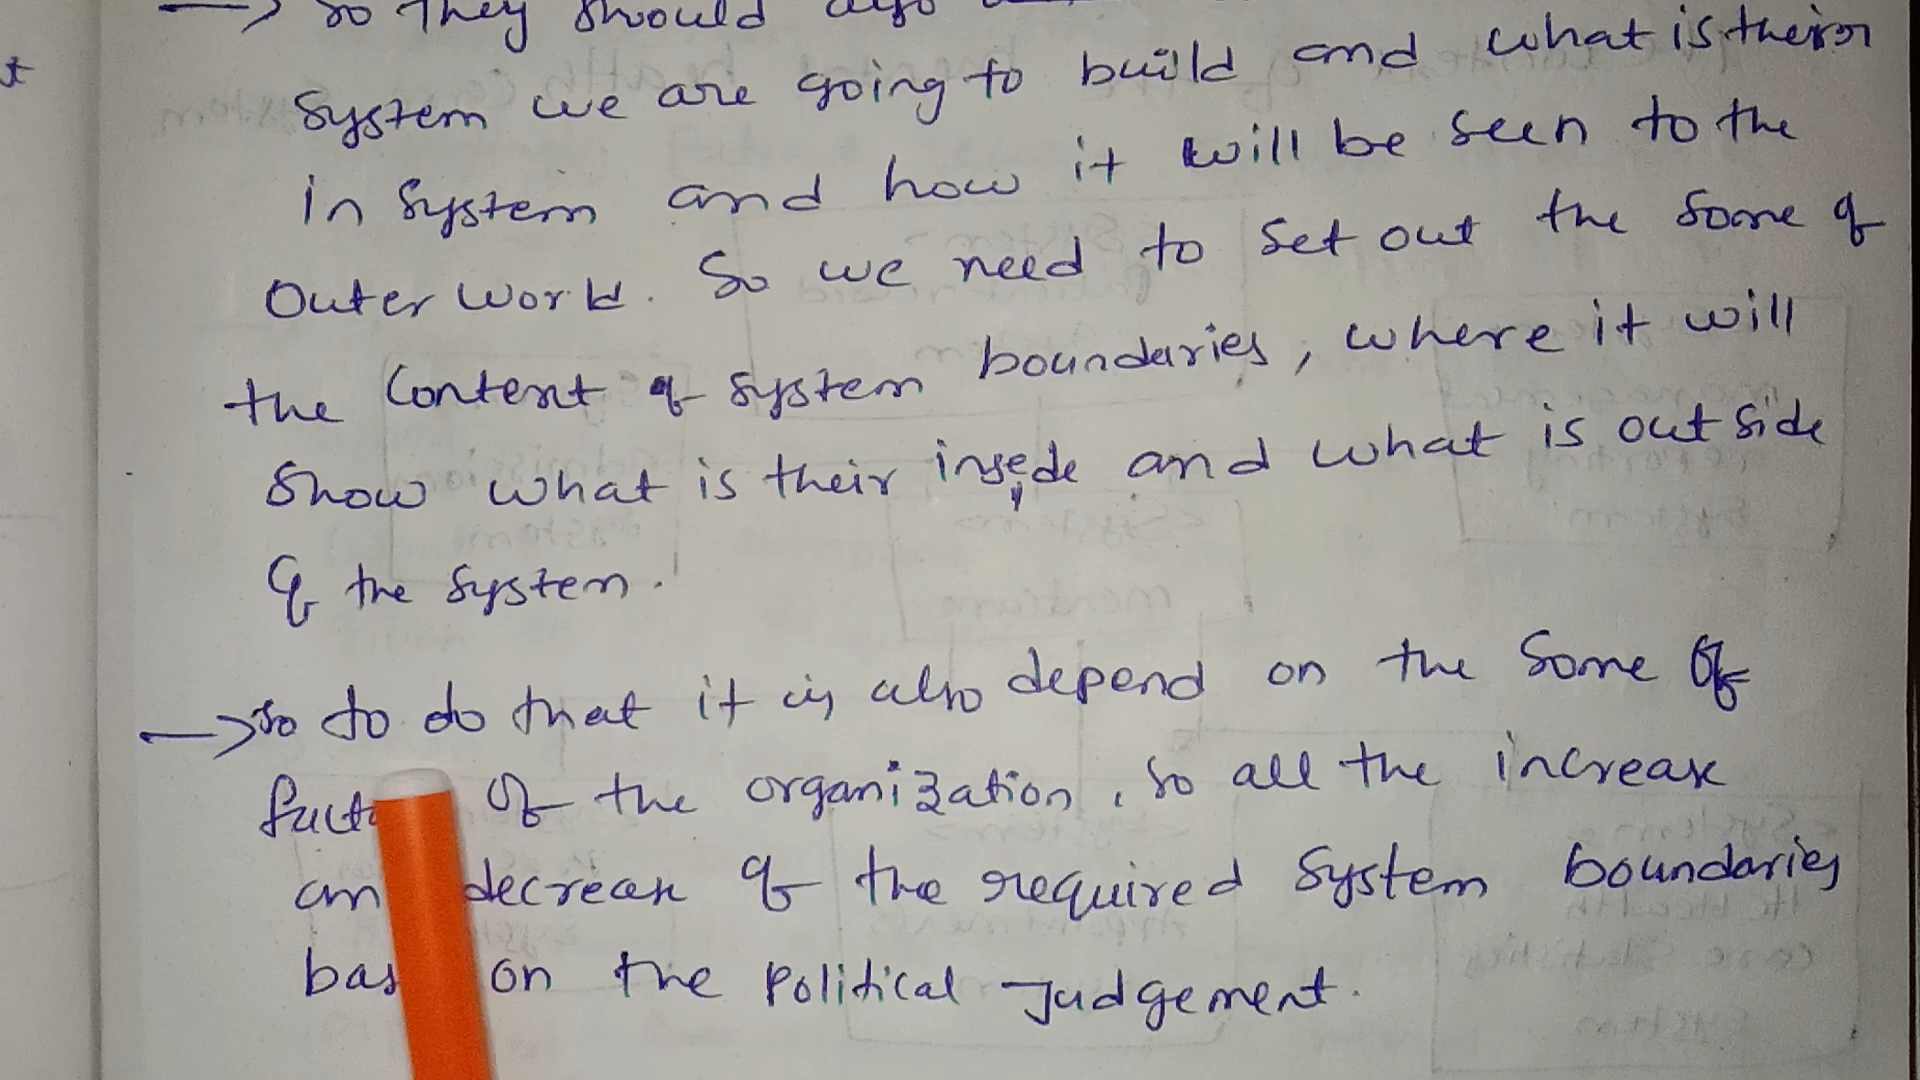 → so they should also
System we are going to build and what is their
in System and how it will be seen to the
Outer World. So we need to Set out the Some of
the Content of System boundaries, where it will
Show what is their inside and what is out side
of the System.
→ so to do that it is also depend on the Some of
of the organization, so all the increase
decrease of the required System boundaries
on the Political Judgement.